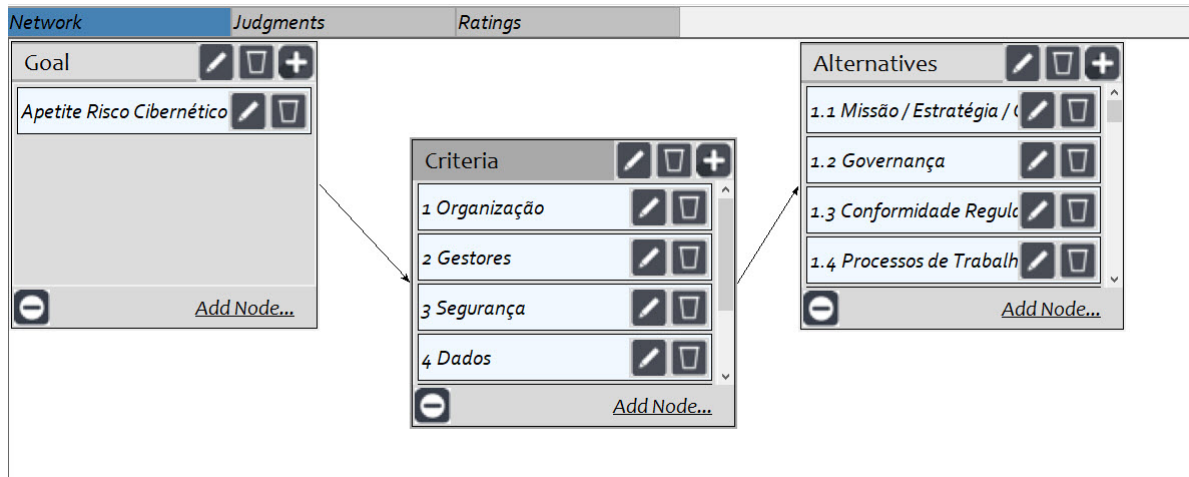 Network
Judgments
Ratings
Goal
Apetite Risco Cibernético
Add Node...
Criteria
1 Organização
2 Gestores
3 Segurança
4 Dados
Add Node...
Alternatives
1.1 Missão / Estratégia /
1.2 Governança
1.3 Conformidade Regula
1.4 Processos de Trabalh
Add Node...